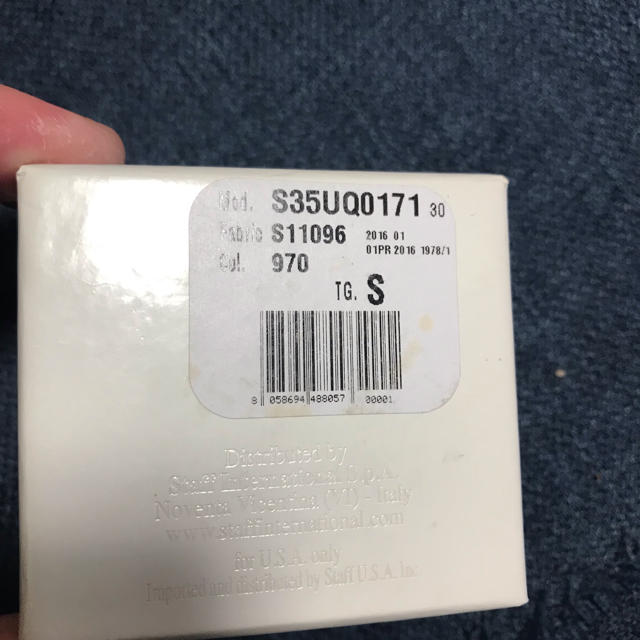 Mod. S35UQ0171 30
Fabric S11096 2016 01
01PR 2016 1978/1
Col. 970
TG. S
8 058694 488057 00001
Distributed by
Staff International S.p.A.
Noventa Vicentina (VI) - Italy
www.staffinternational.com
for U.S.A. only
Imported and distributed by Staff U.S.A. Inc